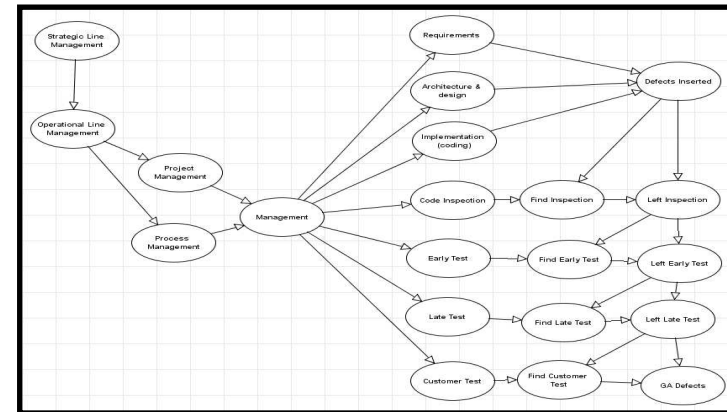 Strategic Line
Management
Operational Line
Management
Project
Management
Process
Management
Management
Requirements
Architecture &
design
Implementation
(coding)
Defects Inserted
Code Inspection
Find Inspection
Left Inspection
Early Test
Find Early Test
Left Early Test
Late Test
Find Late Test
Left Late Test
Customer Test
Find Customer
Test
GA Defects